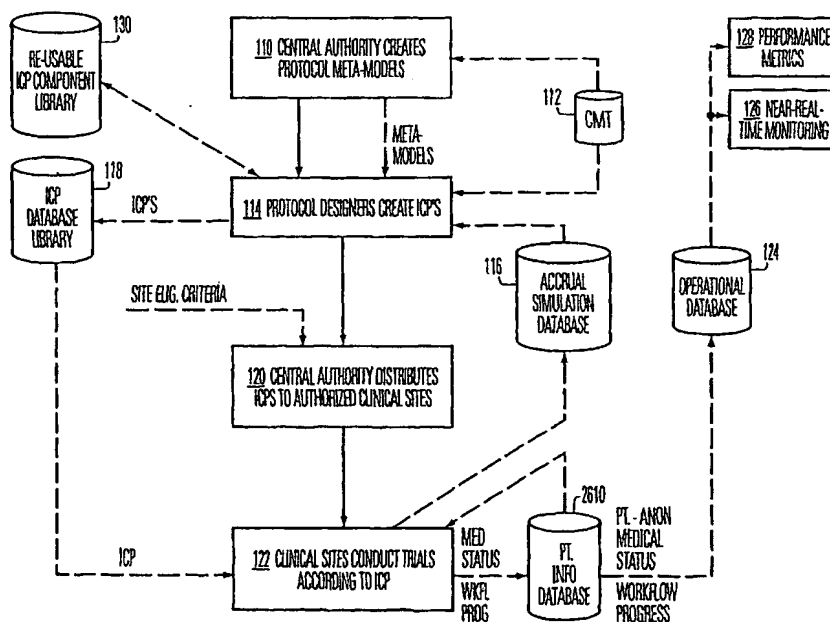 130
RE-USABLE
ICP COMPONENT
LIBRARY
110 CENTRAL AUTHORITY CREATES
PROTOCOL META-MODELS
112
CMT
128 PERFORMANCE
METRICS
126 NEAR-REAL-
TIME MONITORING
META-
MODELS
118
ICP
DATABASE
LIBRARY
ICP'S
114 PROTOCOL DESIGNERS CREATE ICP'S
116
ACCRUAL
SIMULATION
DATABASE
124
OPERATIONAL
DATABASE
SITE ELIG. CRITERIA
120 CENTRAL AUTHORITY DISTRIBUTES
ICPS TO AUTHORIZED CLINICAL SITES
ICP
122 CLINICAL SITES CONDUCT TRIALS
ACCORDING TO ICP
MED
STATUS
WKFL
PROG
2610
PT.
INFO
DATABASE
PT. - ANON
MEDICAL
STATUS
WORKFLOW
PROGRESS